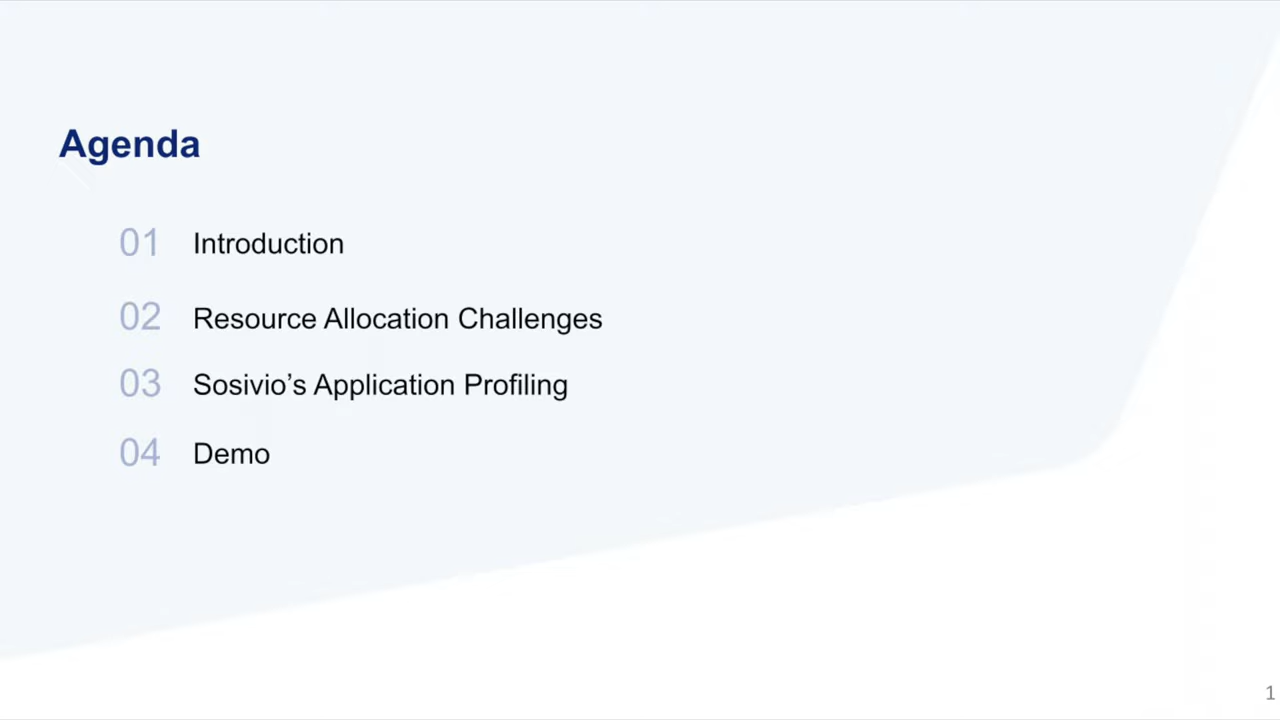 Agenda
01 Introduction
02 Resource Allocation Challenges
03 Sosivio’s Application Profiling
04 Demo
1